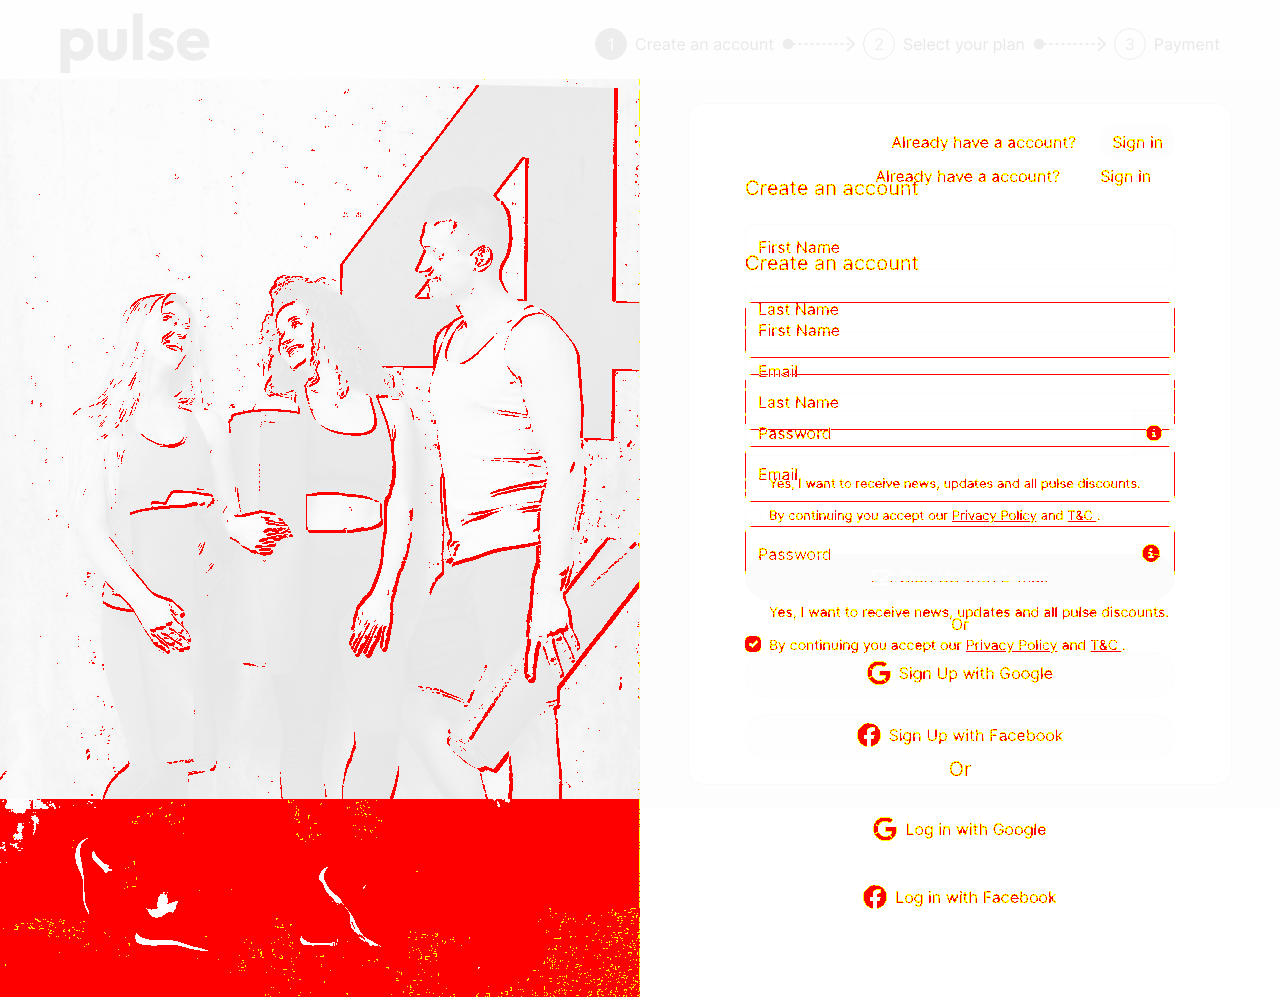 pulse
1 Create an account 2 Select your plan 3 Payment
Already have a account? Sign in
Already have a account? Sign in
Create an account
First Name
Create an account
Last Name
First Name
Email
Last Name
Password
Email
Yes, I want to receive news, updates and all pulse discounts.
By continuing you accept our Privacy Policy and T&C .
Password
Yes, I want to receive news, updates and all pulse discounts.
Or
By continuing you accept our Privacy Policy and T&C .
Sign Up with Google
Sign Up with Facebook
Or
Log in with Google
Log in with Facebook